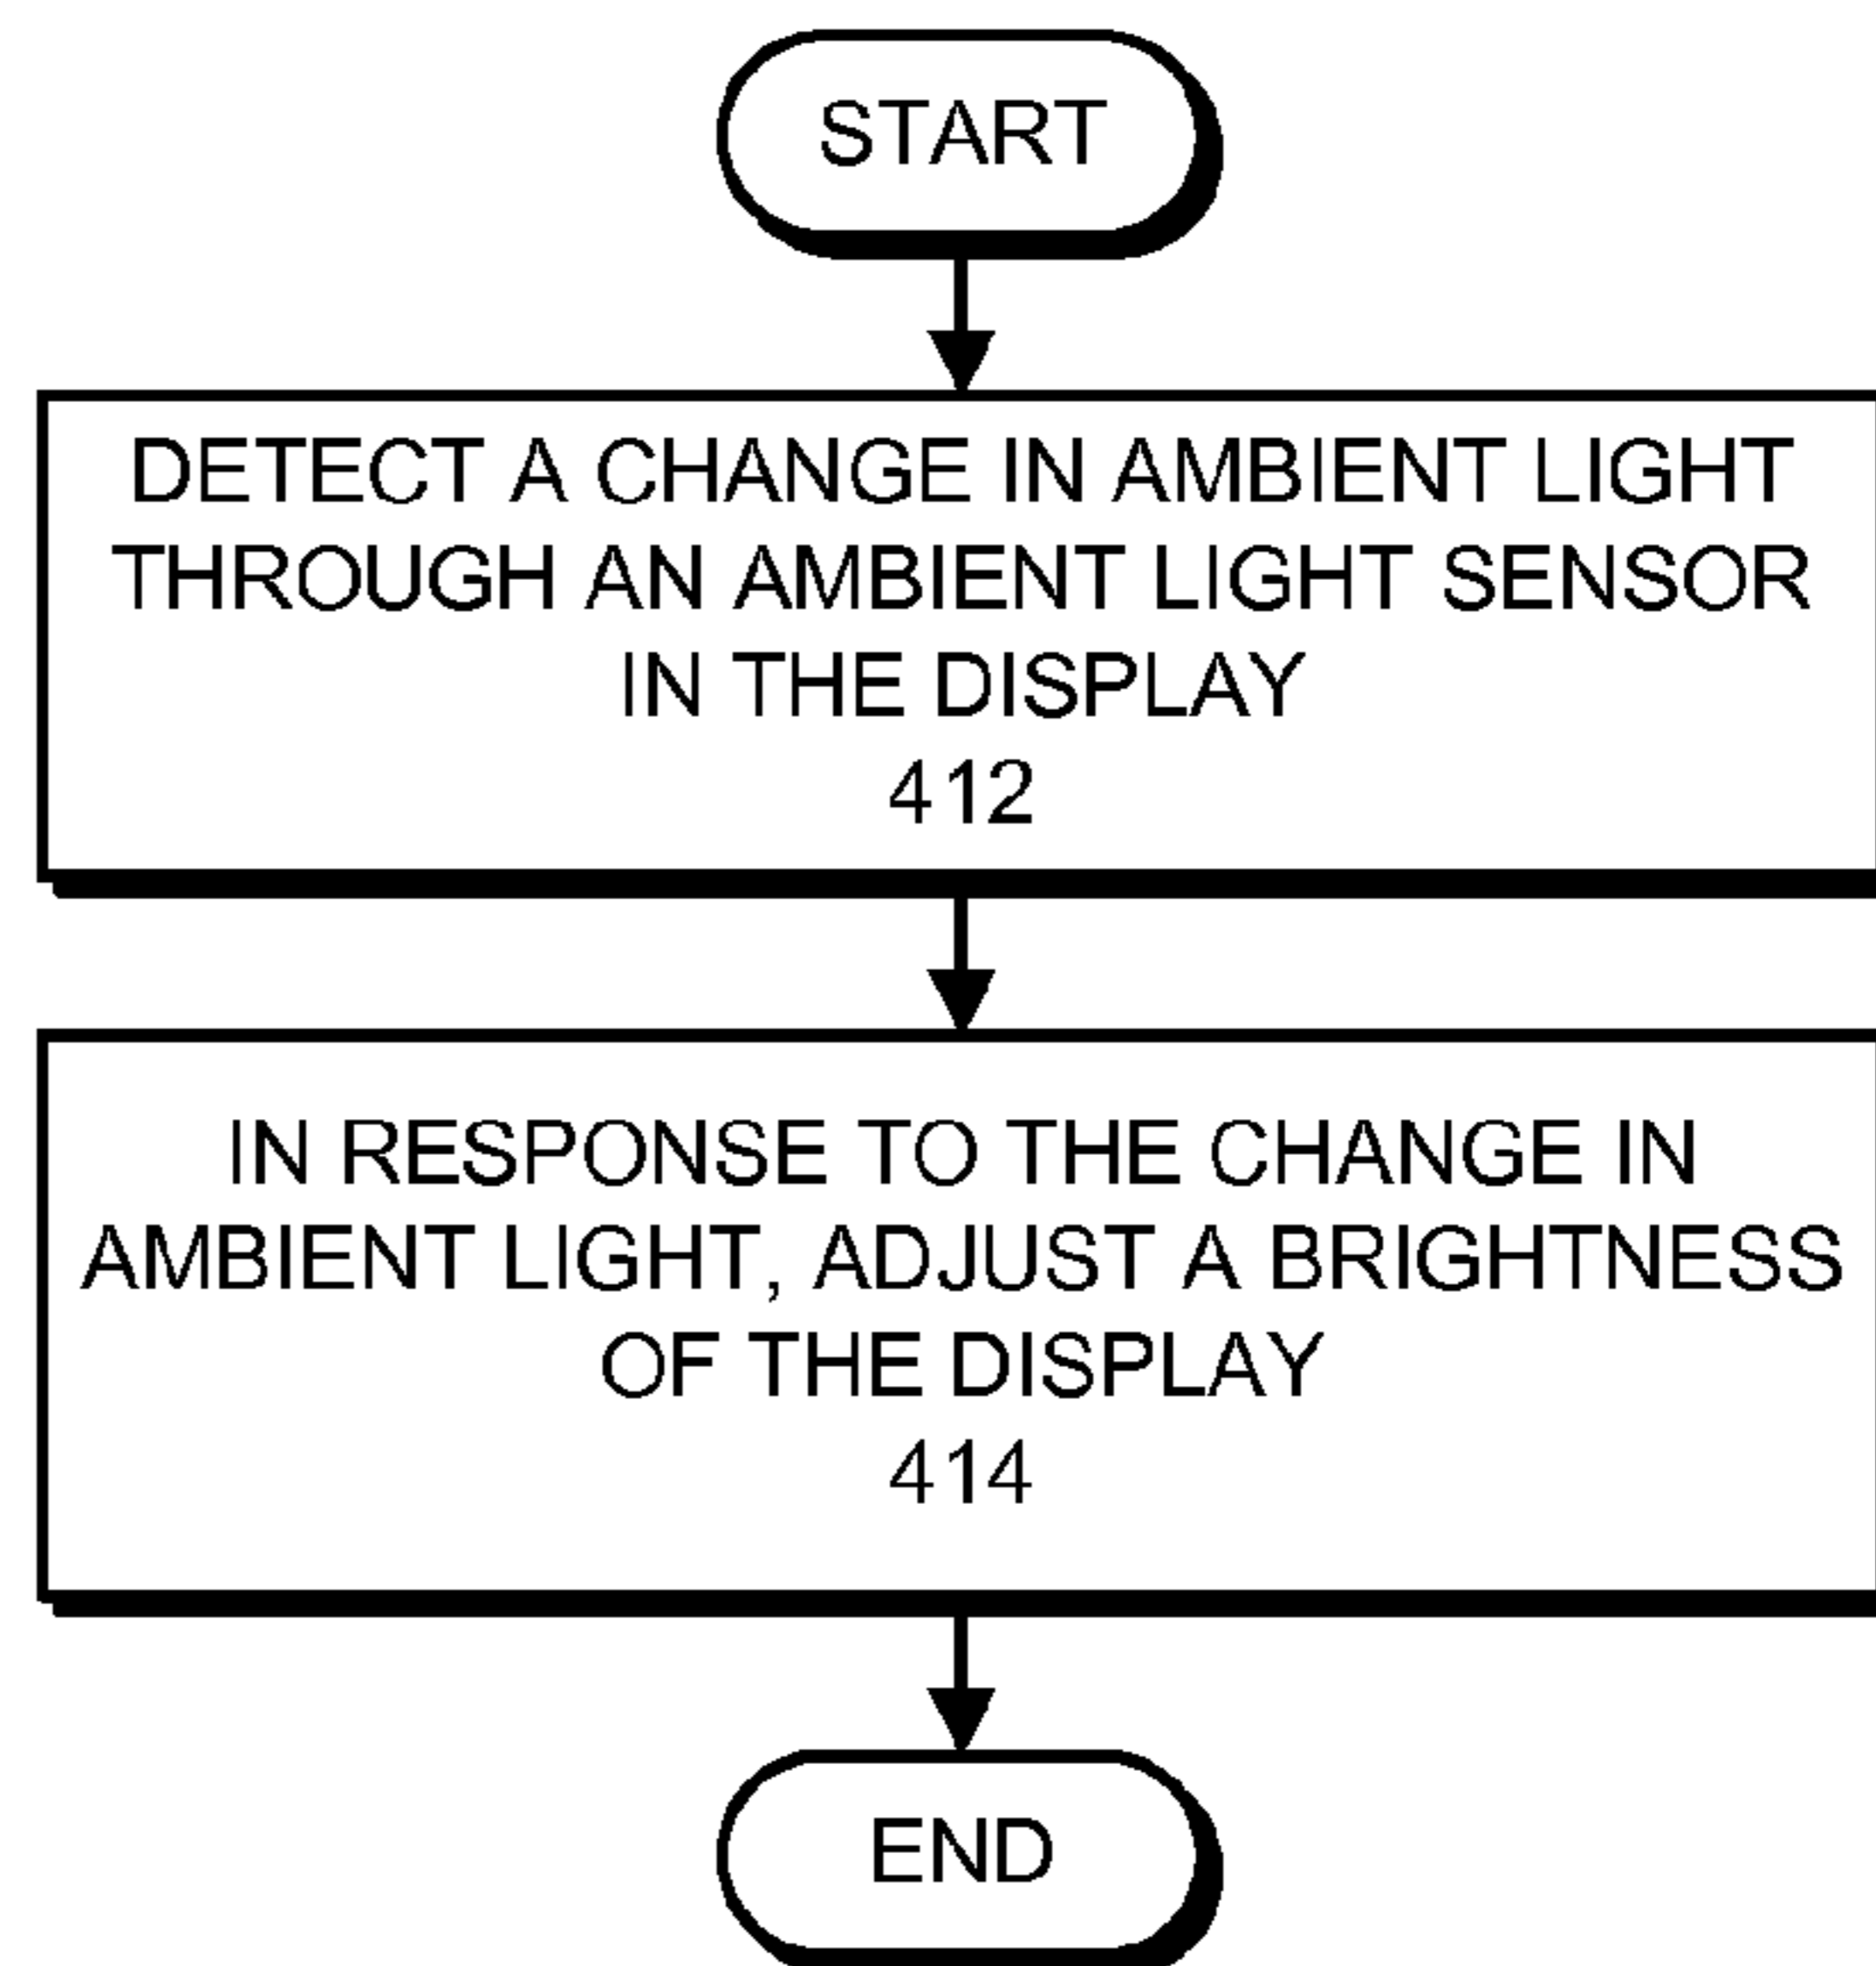 START
DETECT A CHANGE IN AMBIENT LIGHT
THROUGH AN AMBIENT LIGHT SENSOR
IN THE DISPLAY
412
IN RESPONSE TO THE CHANGE IN
AMBIENT LIGHT, ADJUST A BRIGHTNESS
OF THE DISPLAY
414
END